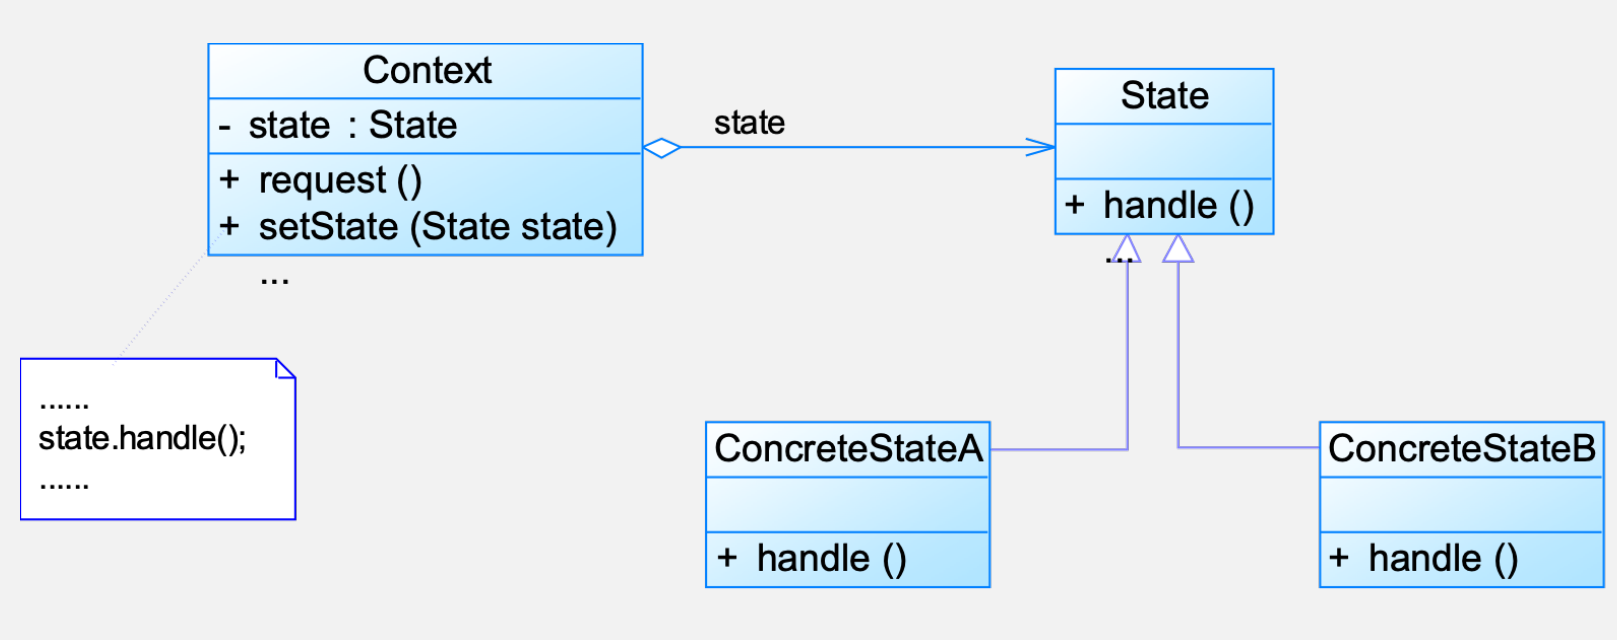 Context
- state : State
+ request ()
+ setState (State state)
...
state
State
+ handle ()
...
......
state.handle();
......
ConcreteStateA
+ handle ()
ConcreteStateB
+ handle ()